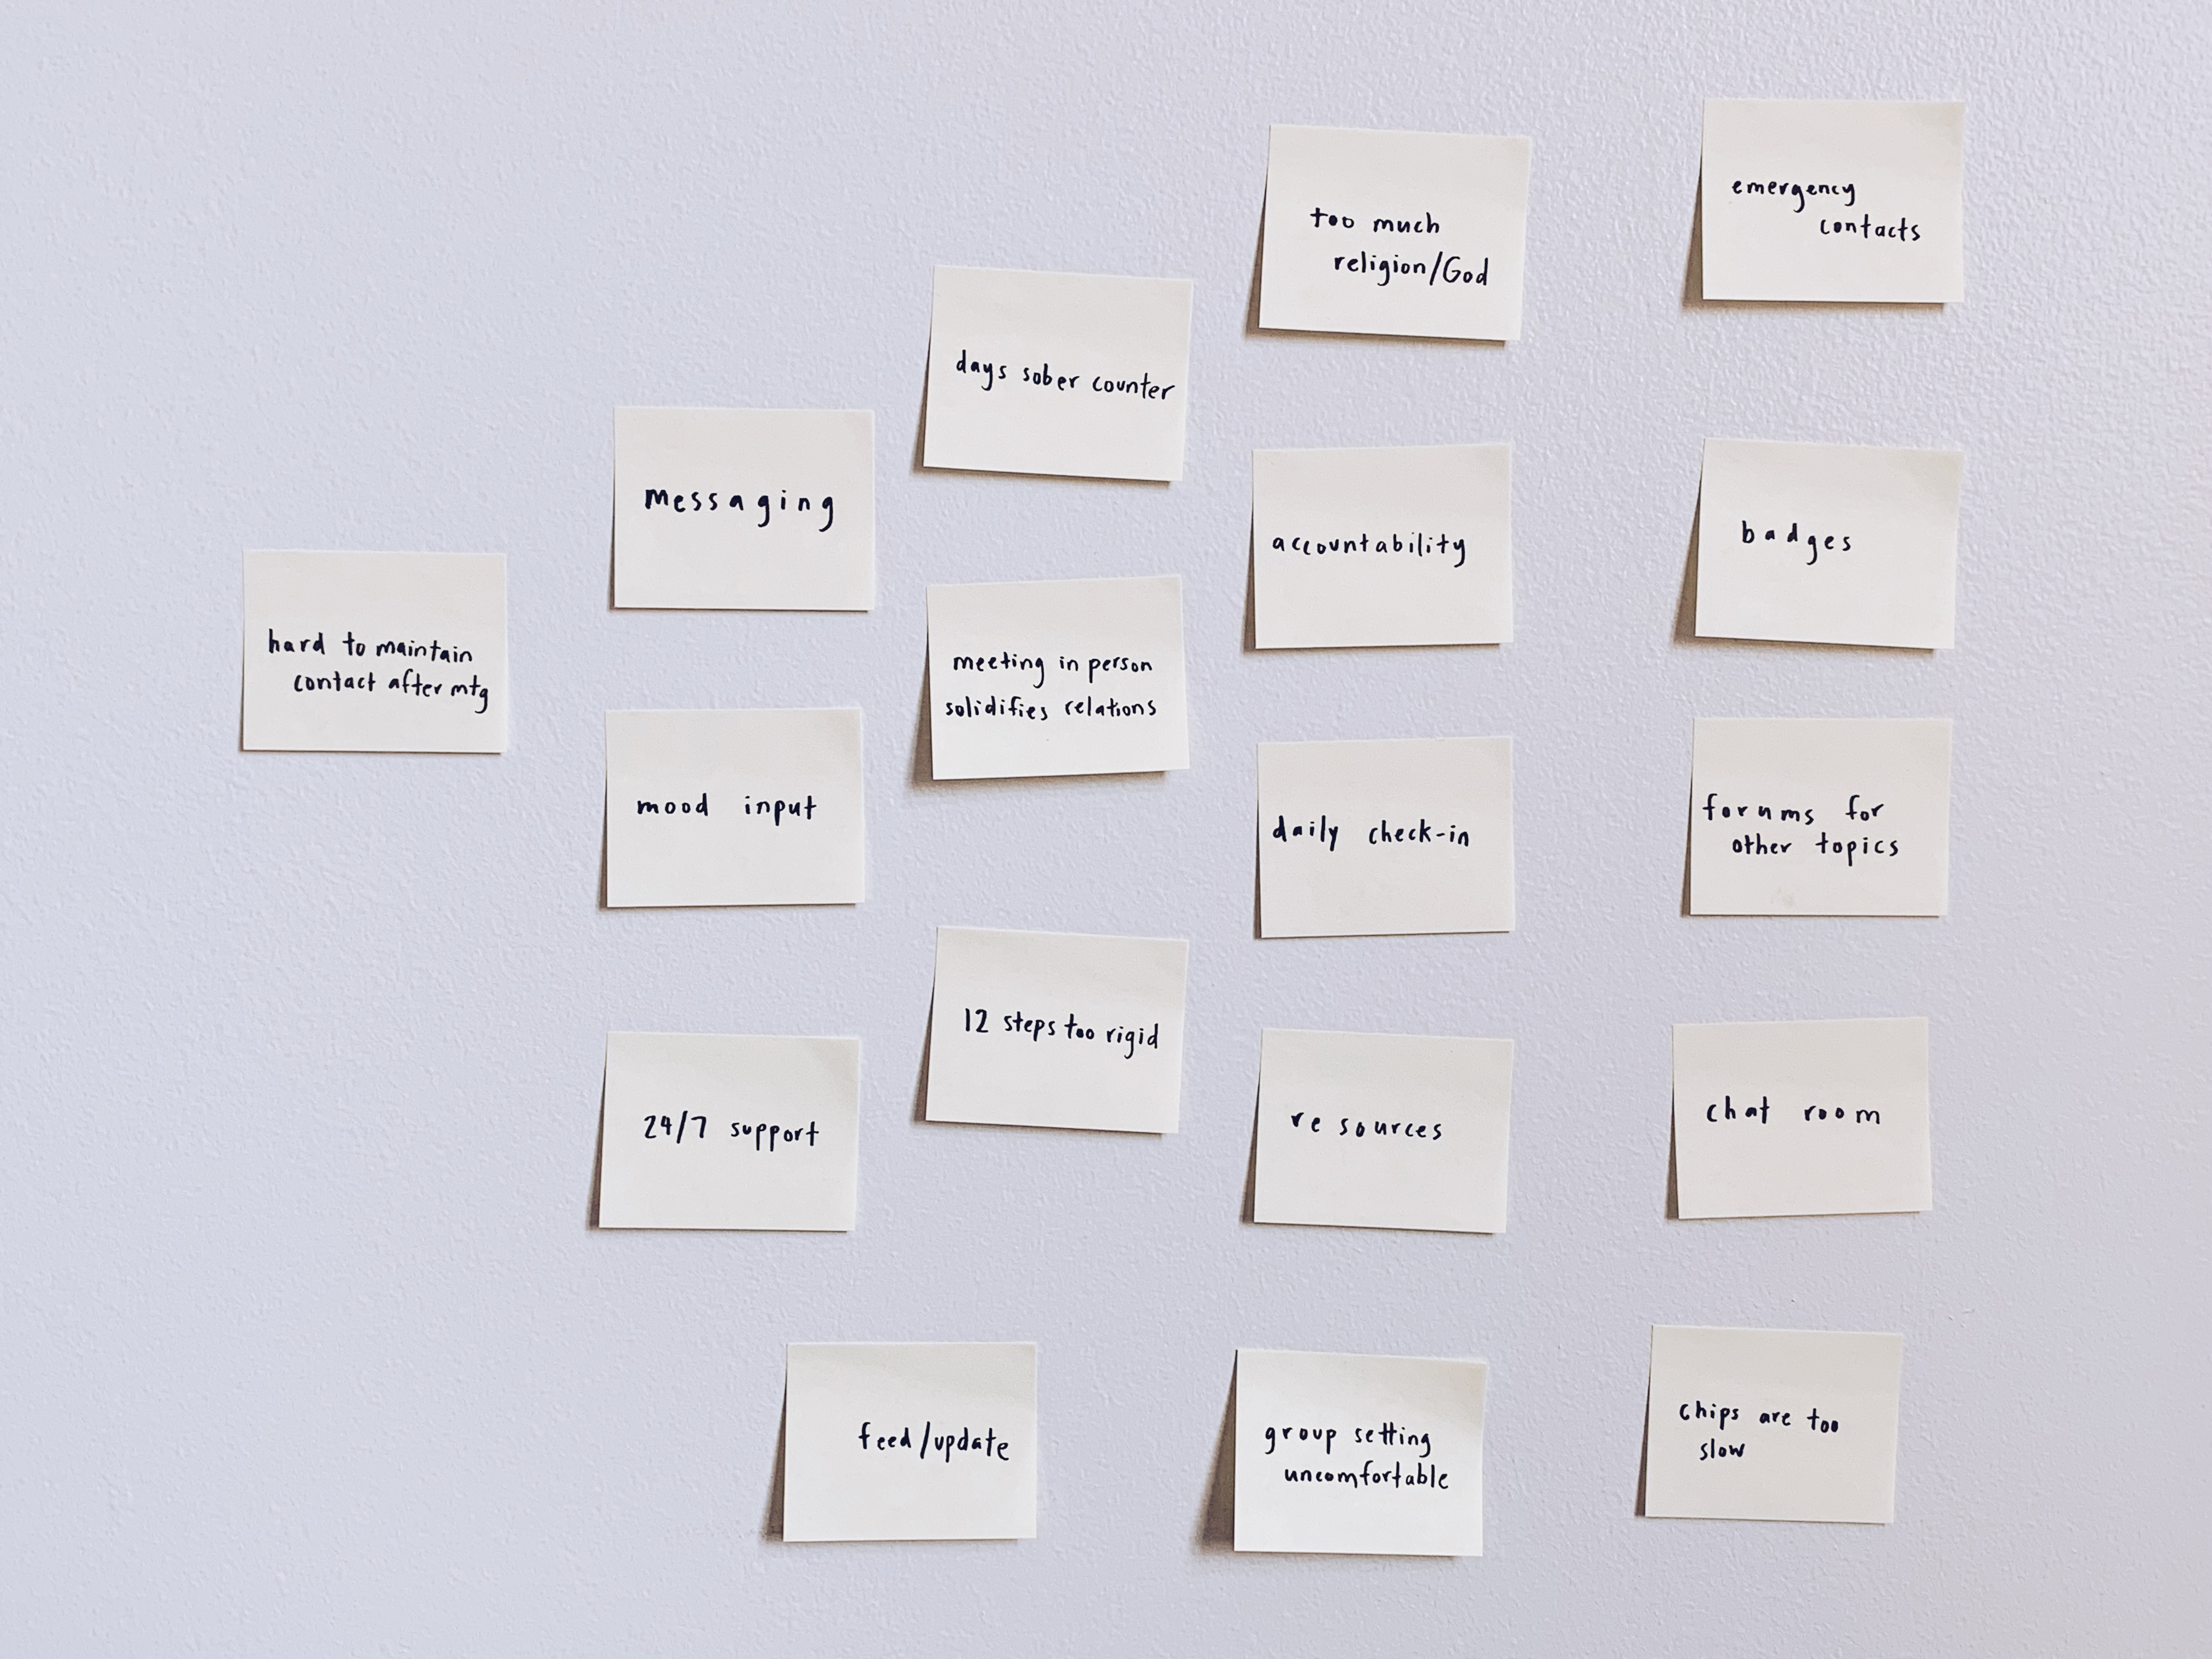 hard to maintain
contact after mtg
messaging
mood input
24/7 support
feed/update
days sober counter
meeting in person
solidifies relations
12 steps too rigid
too much
religion/God
accountability
daily check-in
resources
group setting
uncomfortable
emergency
contacts
badges
forums for
other topics
chat room
chips are too
slow